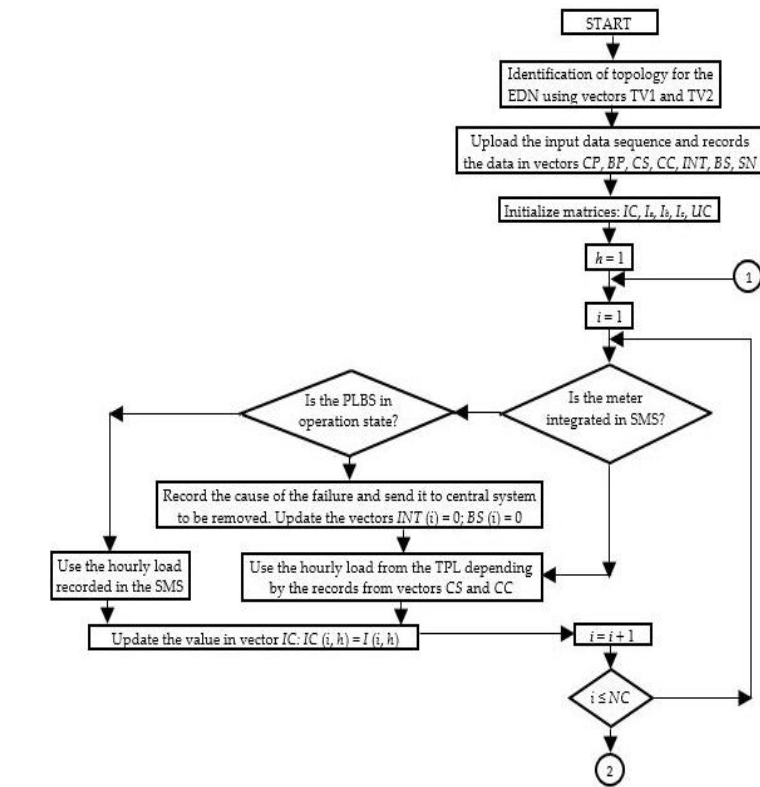 START
Identification of topology for the
EDN using vectors TV1 and TV2
Upload the input data sequence and records
the data in vectors CP, BP, CS, CC, INT, BS, SN
Initialize matrices: IC, Ia, Ib, Ic, UC
h = 1
1
i = 1
Is the PLBS in
operation state?
Is the meter
integrated in SMS?
Record the cause of the failure and send it to central system
to be removed. Update the vectors INT (i) = 0; BS (i) = 0
Use the hourly load
recorded in the SMS
Use the hourly load from the TPL depending
by the records from vectors CS and CC
Update the value in vector IC: IC (i, h) = I (i, h)
i = i + 1
i ≤ NC
2